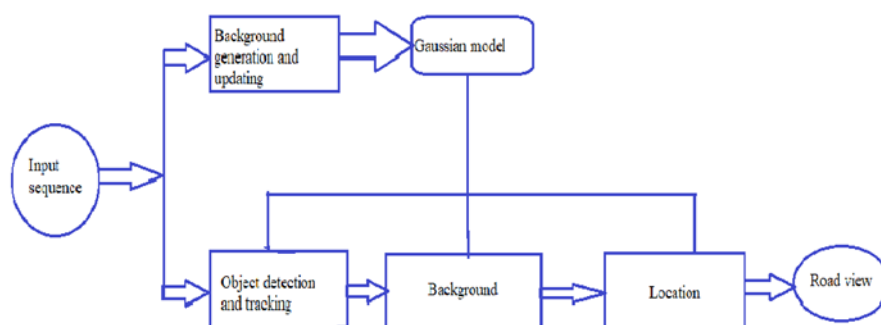 Background
generation and
updating
Gaussian model
Input
sequence
Object detection
and tracking
Background
Location
Road view